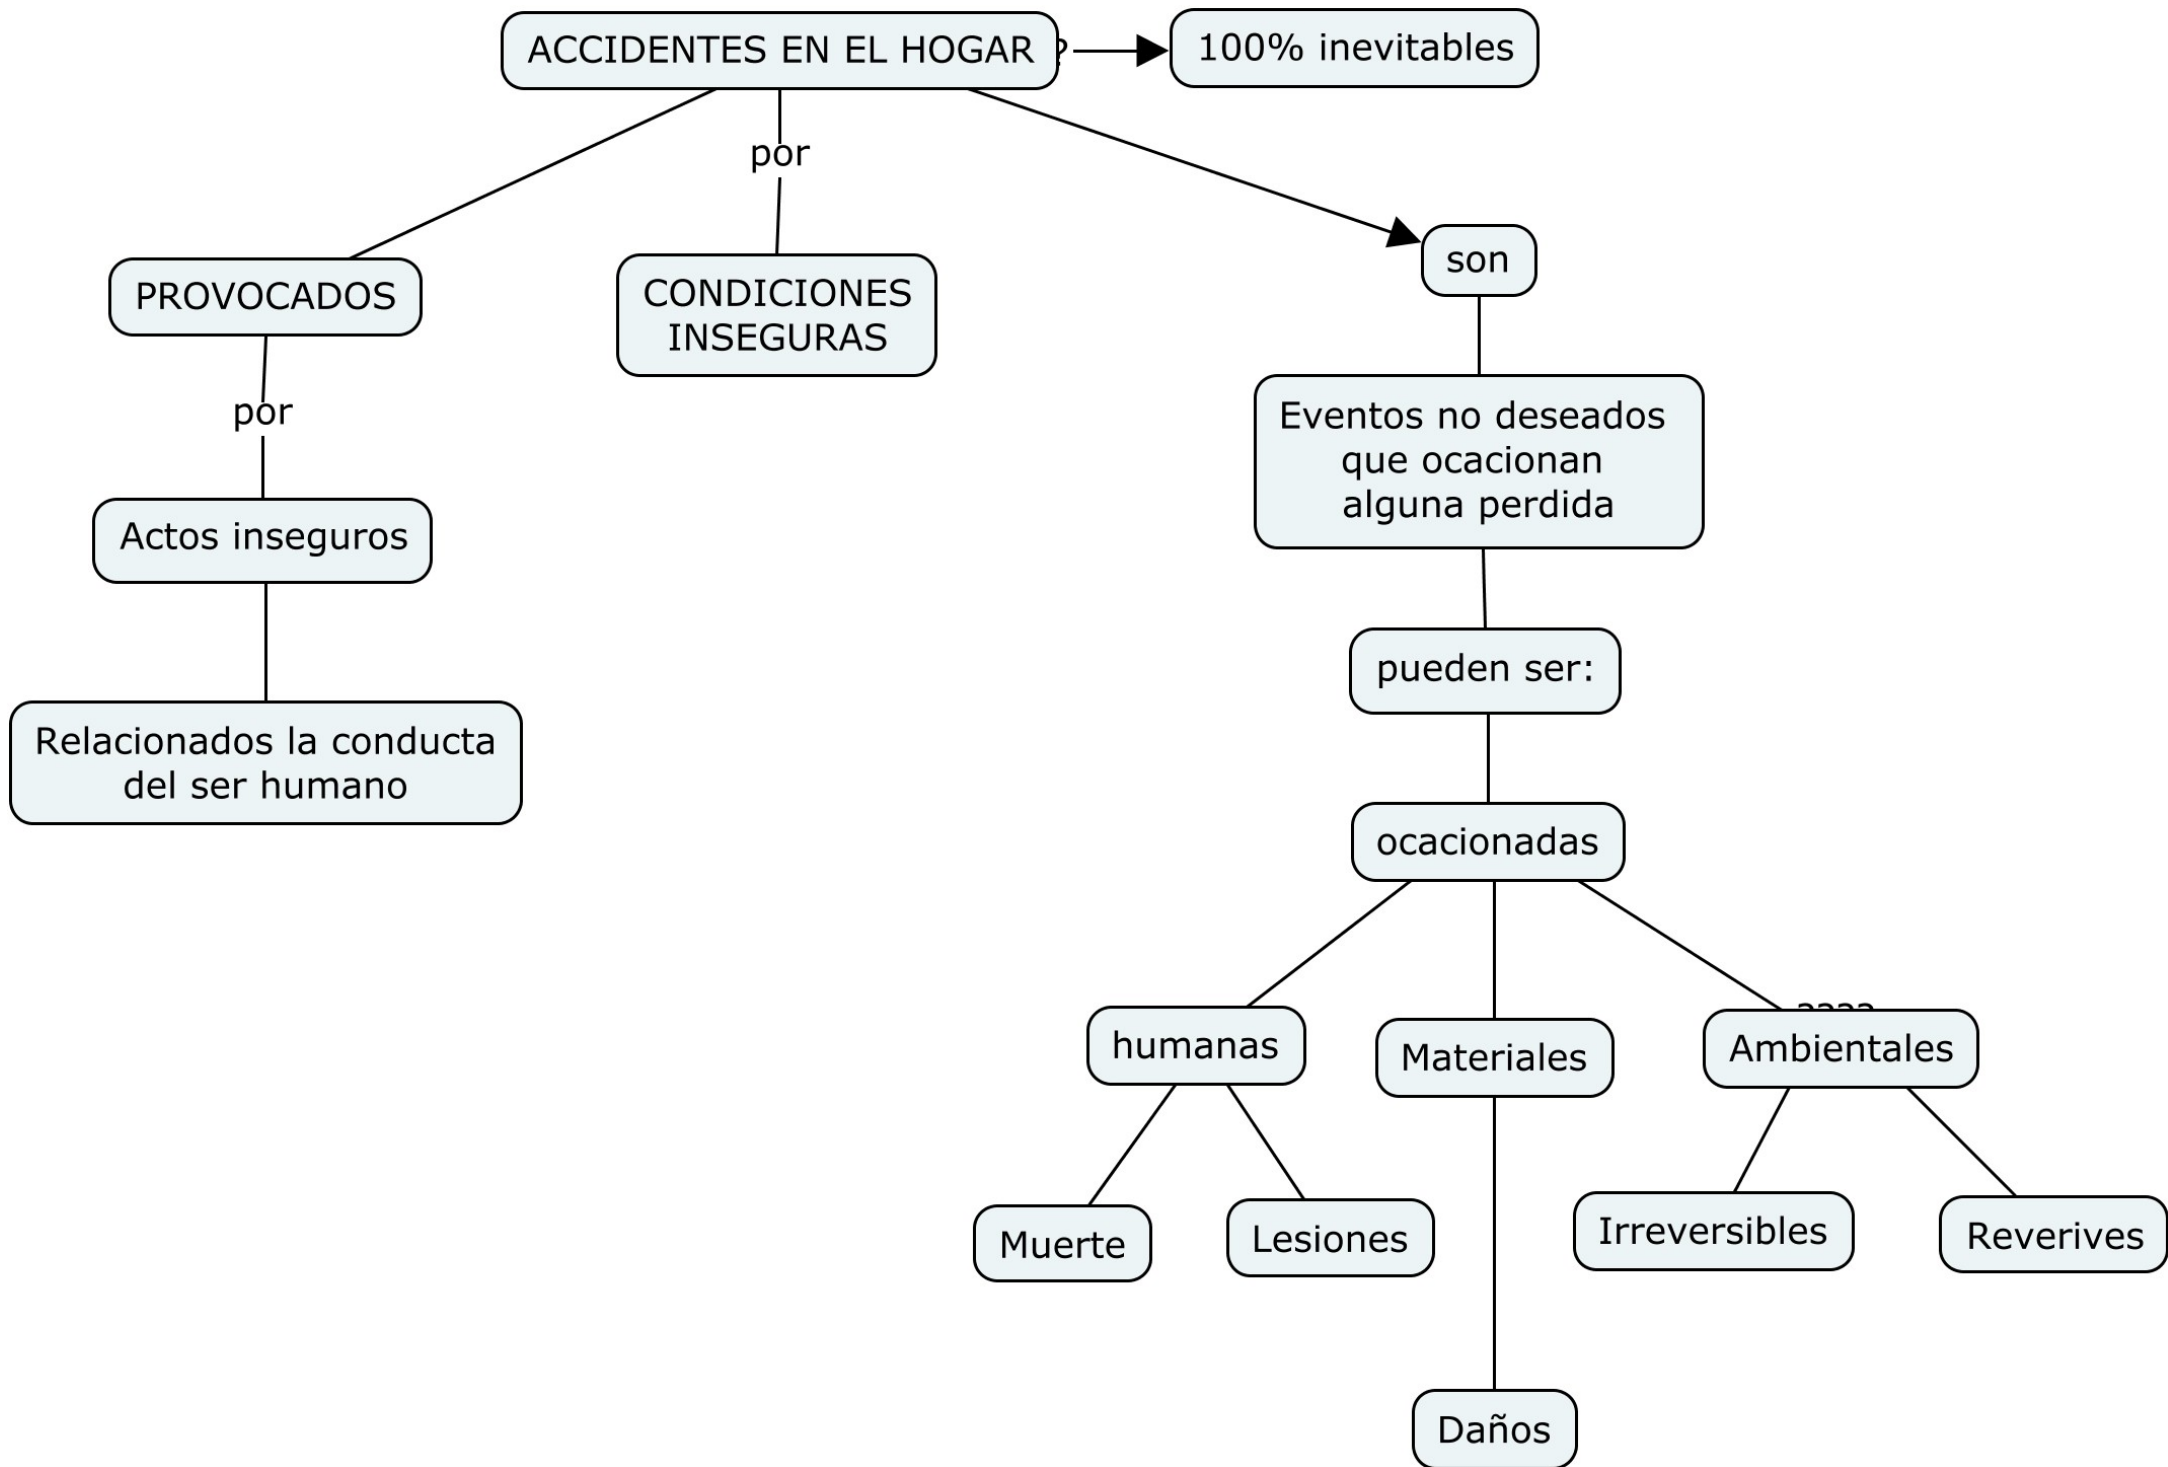 ACCIDENTES EN EL HOGAR
100% inevitables
por
PROVOCADOS
CONDICIONES
INSEGURAS
son
por
Eventos no deseados
que ocacionan
alguna perdida
Actos inseguros
pueden ser:
Relacionados la conducta
del ser humano
ocacionadas
humanas
Materiales
Ambientales
Muerte
Lesiones
Irreversibles
Reverives
Daños